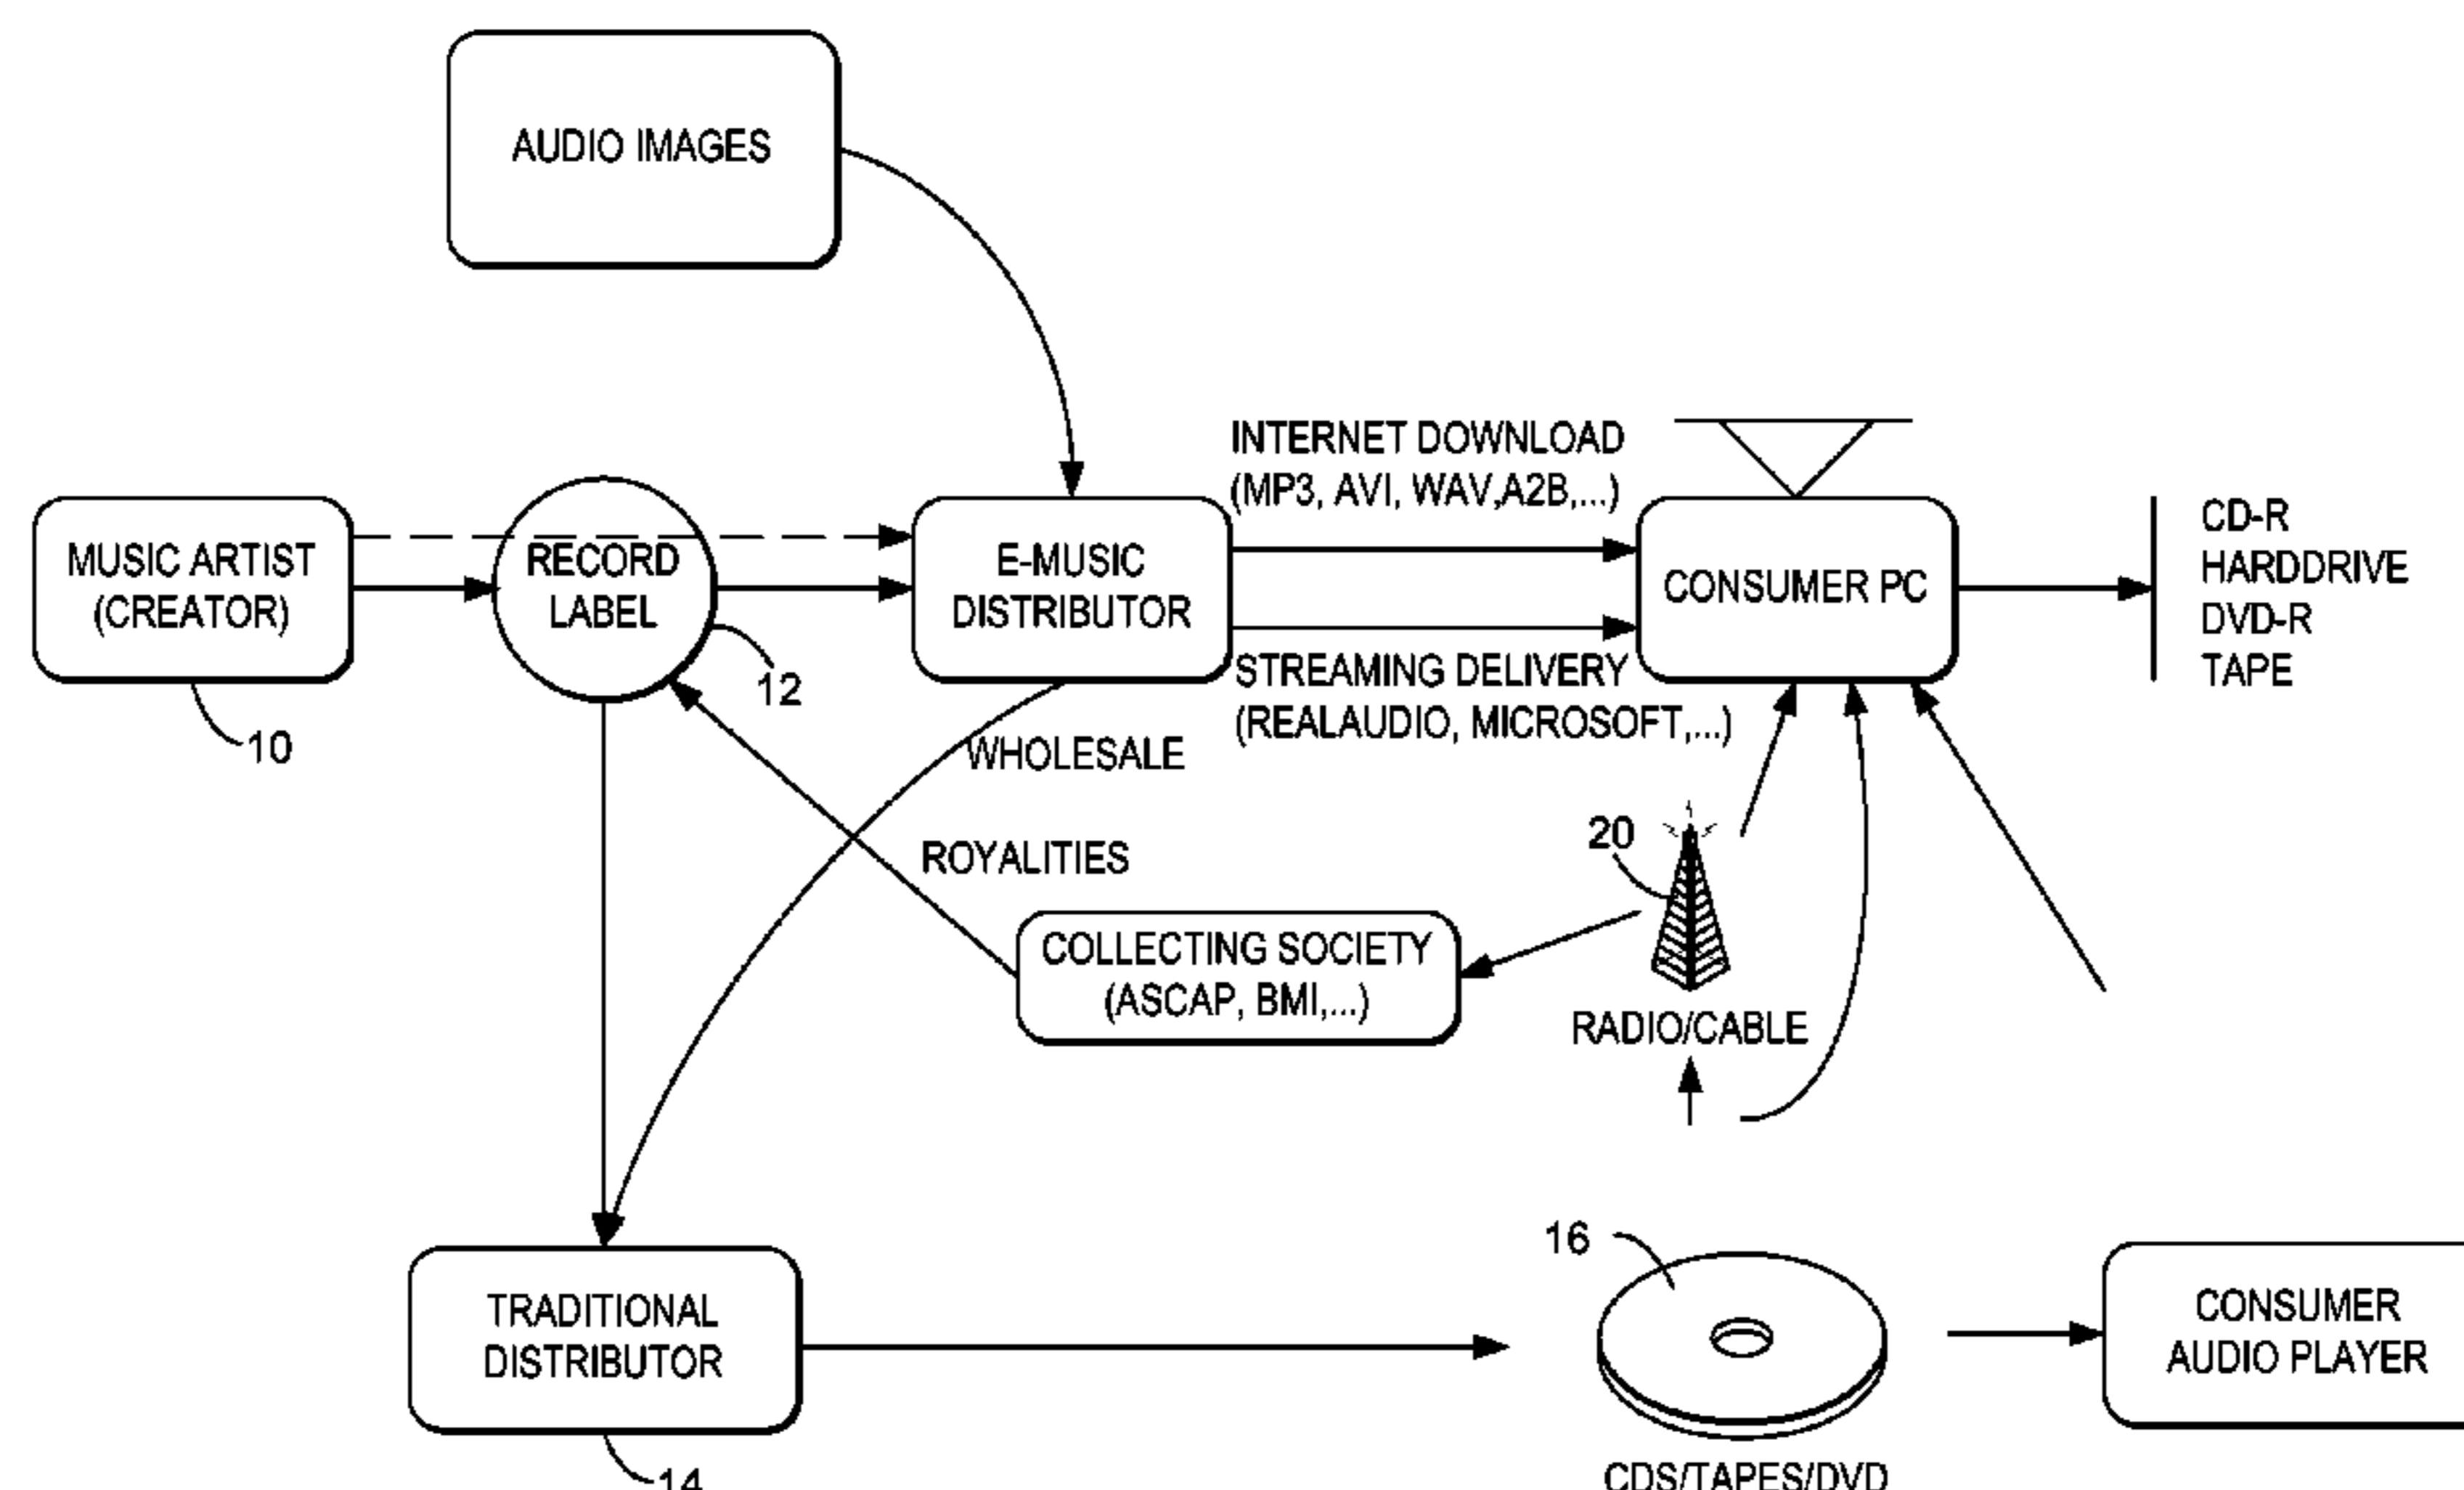 AUDIO IMAGES
INTERNET DOWNLOAD
(MP3, AVI, WAV,A2B,...)
MUSIC ARTIST
(CREATOR)
10
RECORD
LABEL
12
E-MUSIC
DISTRIBUTOR
CONSUMER PC
CD-R
HARDDRIVE
DVD-R
TAPE
STREAMING DELIVERY
(REALAUDIO, MICROSOFT,...)
WHOLESALE
ROYALITIES
20
COLLECTING SOCIETY
(ASCAP, BMI,...)
RADIO/CABLE
16
TRADITIONAL
DISTRIBUTOR
14
CONSUMER
AUDIO PLAYER
CDS/TAPES/DVD